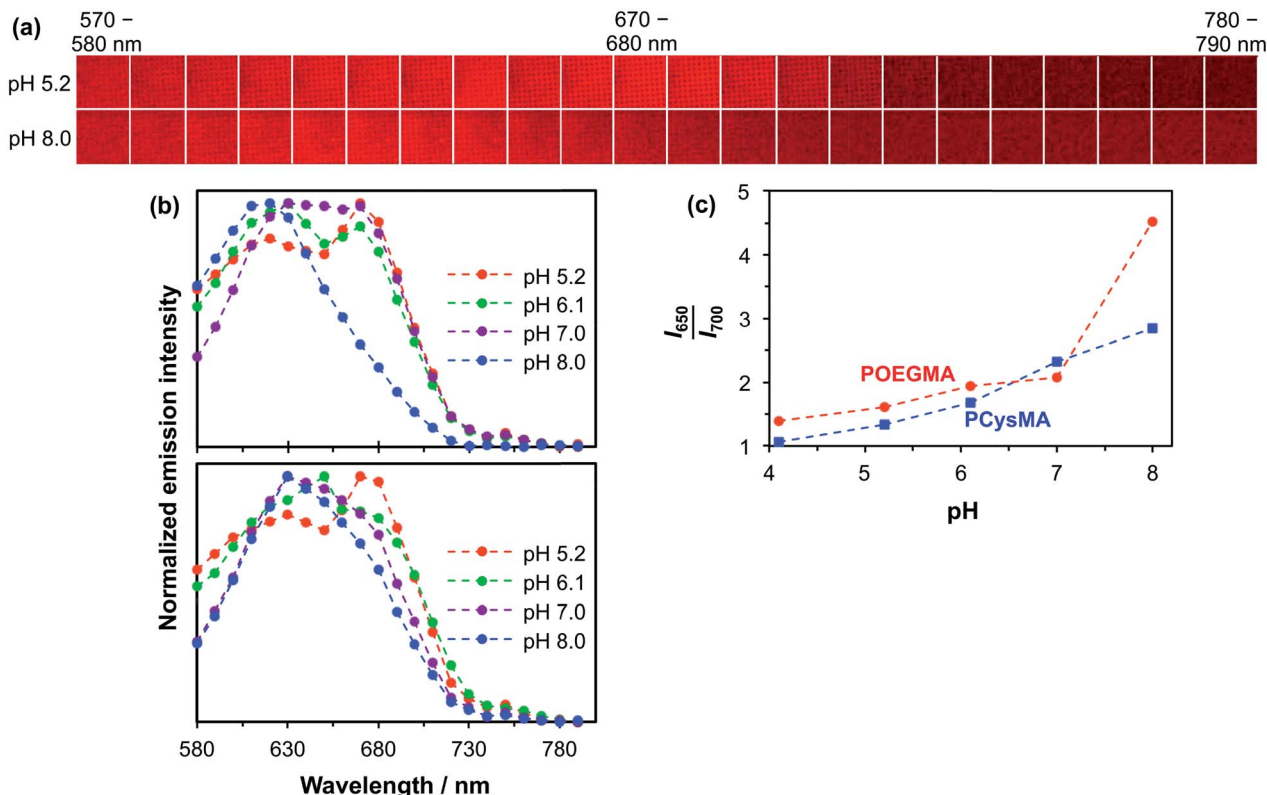 (a)
570 –
580 nm
670 –
680 nm
780 –
790 nm
pH 5.2
pH 8.0
(b)
Normalized emission intensity
pH 5.2
pH 6.1
pH 7.0
pH 8.0
pH 5.2
pH 6.1
pH 7.0
pH 8.0
580 630 680 730 780
Wavelength / nm
(c)
I650
I700
5
4
3
2
1
POEGMA
PCysMA
4 5 6 7 8
pH